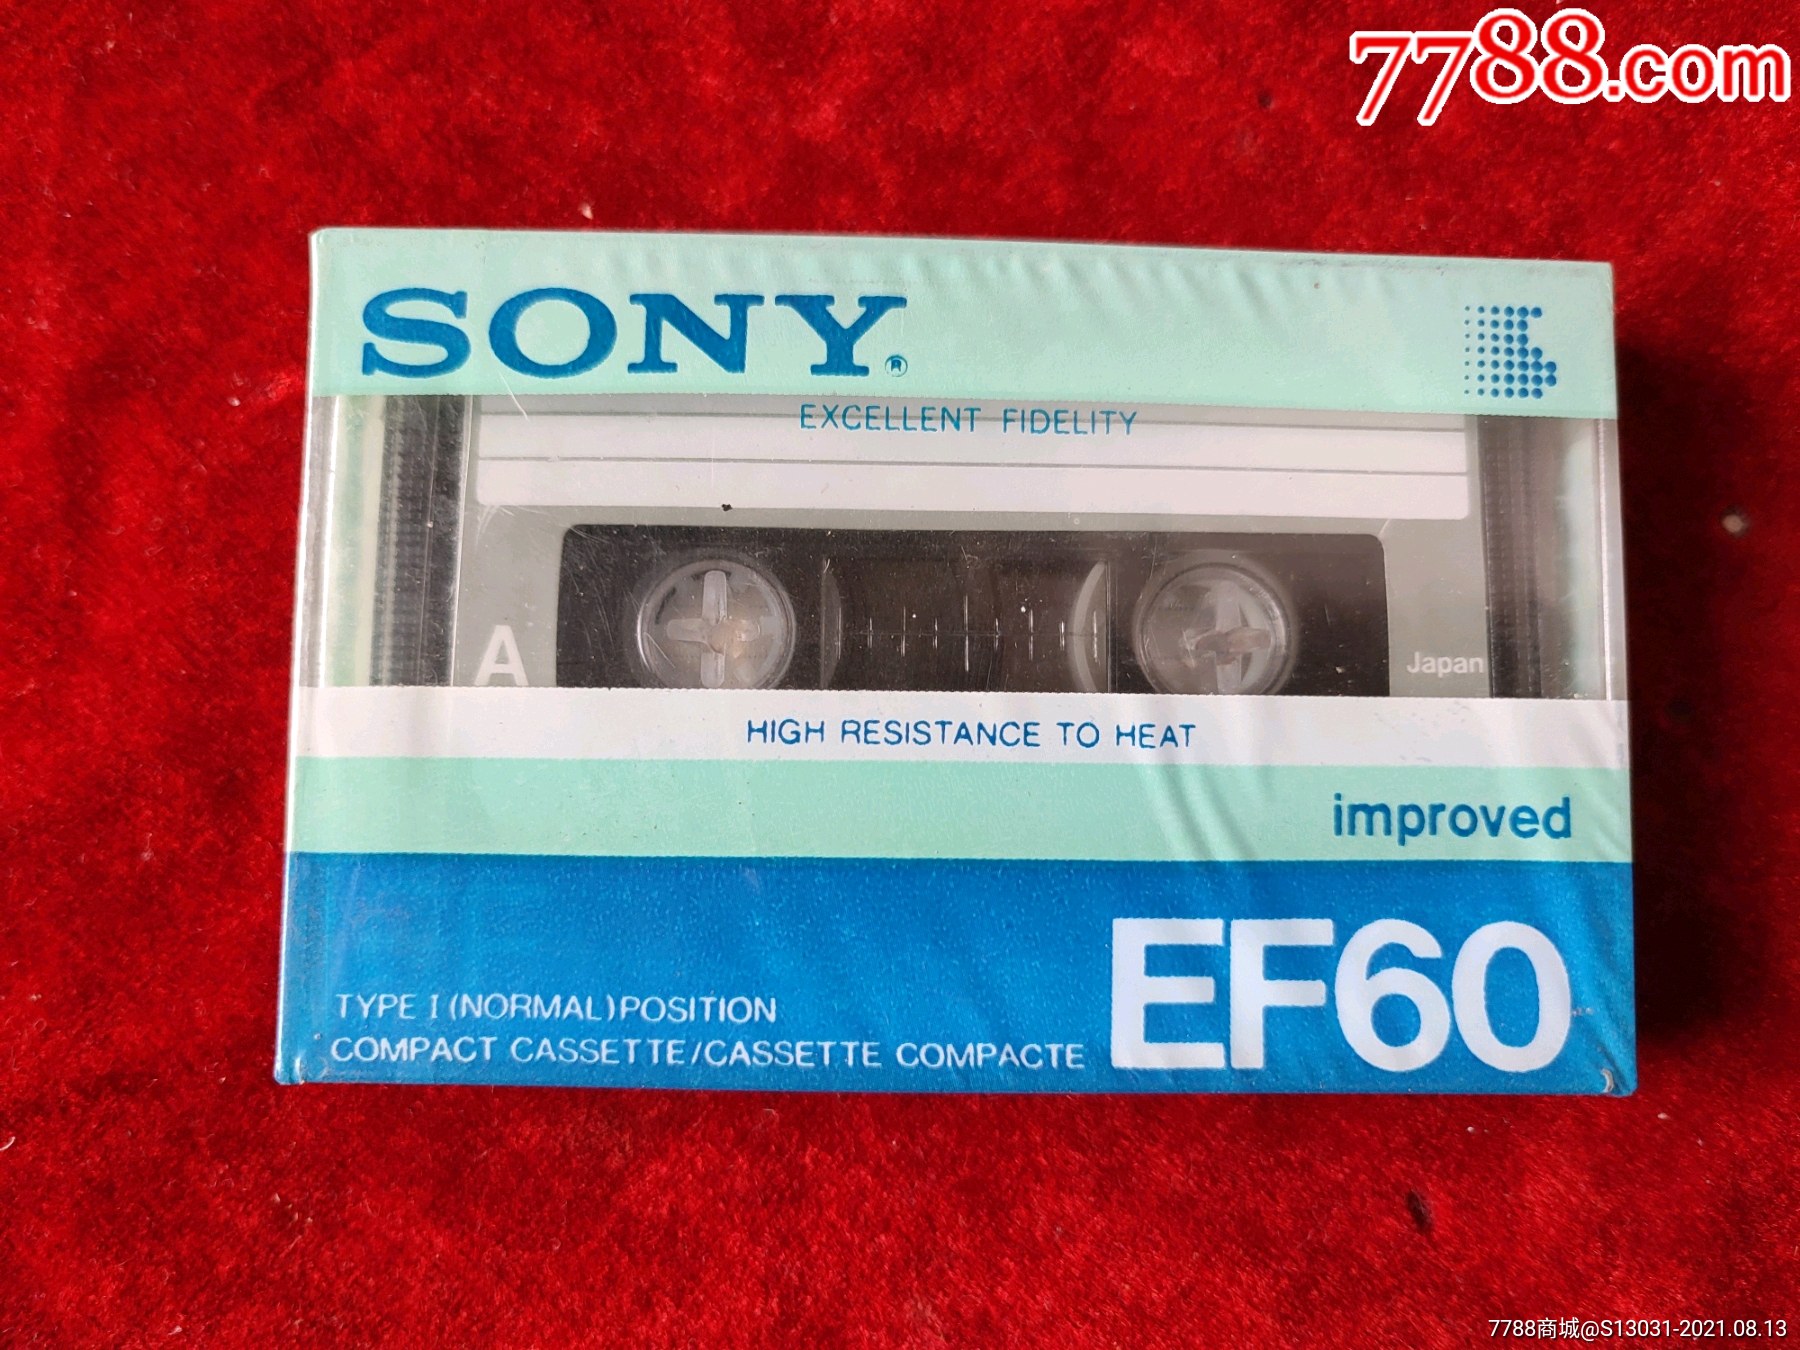 7788.com
SONY®
EXCELLENT FIDELITY
A
Japan
HIGH RESISTANCE TO HEAT
improved
EF60
TYPE I (NORMAL) POSITION
COMPACT CASSETTE/CASSETTE COMPACTE
7788商城@S13031-2021.08.13